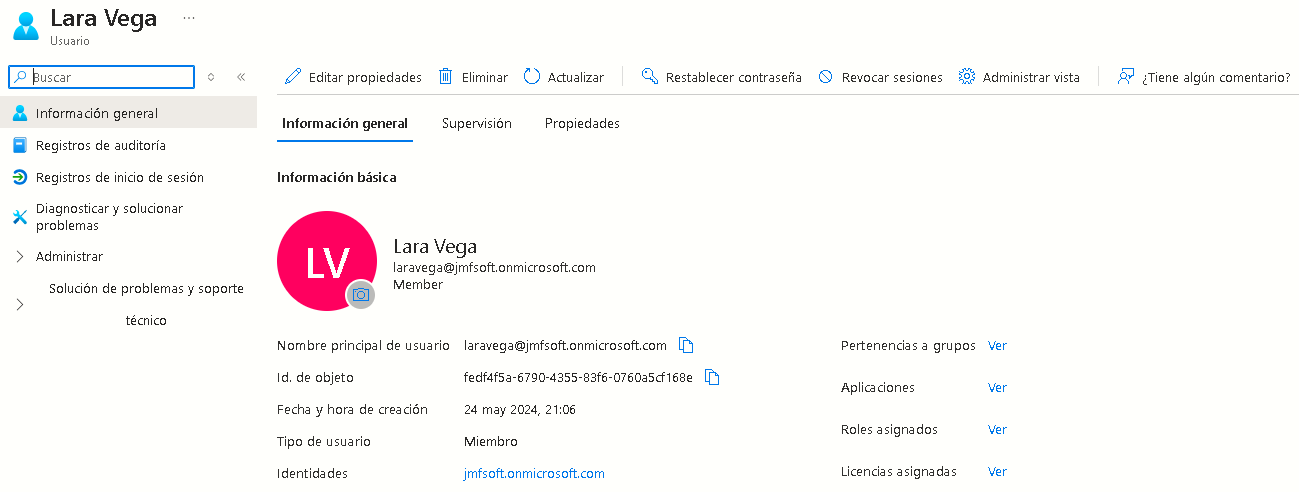 Lara Vega ...
Usuario
Buscar
Editar propiedades Eliminar Actualizar Restablecer contraseña Revocar sesiones Administrar vista ¿Tiene algún comentario?
Información general
Registros de auditoría
Registros de inicio de sesión
Diagnosticar y solucionar
problemas
Administrar
Solución de problemas y soporte
técnico
Información general Supervisión Propiedades
Información básica
LV
Lara Vega
laravega@jmfsoft.onmicrosoft.com
Member
Nombre principal de usuario laravega@jmfsoft.onmicrosoft.com Pertenencias a grupos Ver
Id. de objeto fedf4f5a-6790-4355-83f6-0760a5cf168e Aplicaciones Ver
Fecha y hora de creación 24 may 2024, 21:06 Roles asignados Ver
Tipo de usuario Miembro
Identidades jmfsoft.onmicrosoft.com Licencias asignadas Ver